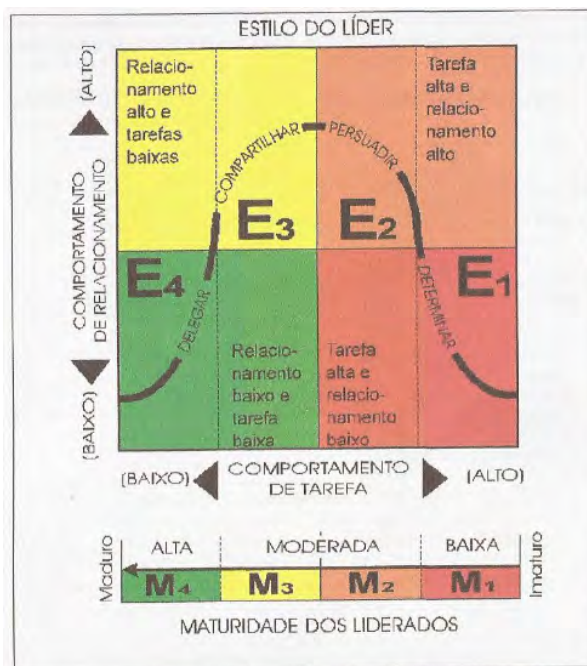 ESTILO DO LÍDER
(ALTO)
COMPORTAMENTO
DE RELACIONAMENTO
(BAIXO)
Relacio-
namento
alto e
tarefas
baixas
Tarefa
alta e
relacio-
namento
alto
COMPARTILHAR
PERSUADIR
E3
E2
E4
E1
DELEGAR
DETERMINAR
Relacio-
namento
baixo e
tarefa
baixa
Tarefa
alta e
relacio-
namento
baixo
(BAIXO)
COMPORTAMENTO
DE TAREFA
(ALTO)
Maduro
ALTA
MODERADA
BAIXA
Imaturo
M4
M3
M2
M1
MATURIDADE DOS LIDERADOS